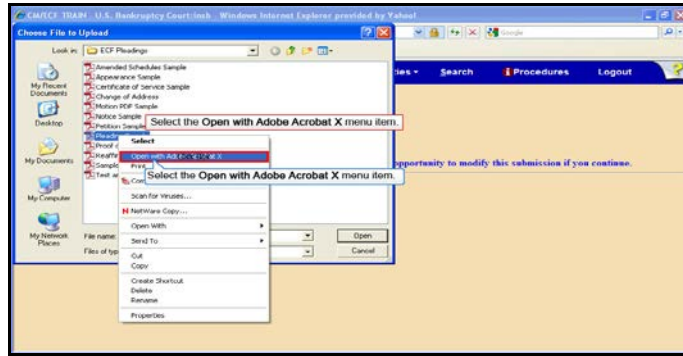 CM/ECF TRAIN - U.S. Bankruptcy Court:insb - Windows Internet Explorer provided by Yahoo!
Choose File to Upload
Google
Look in:
ECF Pleadings
Search
Procedures
Logout
My Recent Documents
Desktop
My Documents
My Computer
My Network Places
Amended Schedules Sample
Appearance Sample
Certificate of Service Sample
Change of Address
Motion PDF Sample
Notice Sample
Petition Sample
Proof
Sample
Select the Open with Adobe Acrobat X menu item.
Select
Open with
Select the Open with Adobe Acrobat X menu item.
opportunity to modify this submission if you continue.
Scan for Viruses...
NetWare Copy...
Open With
Send To
Cut
Copy
Create Shortcut
Delete
Rename
Properties
File name:
Open
Files of typ
Cancel